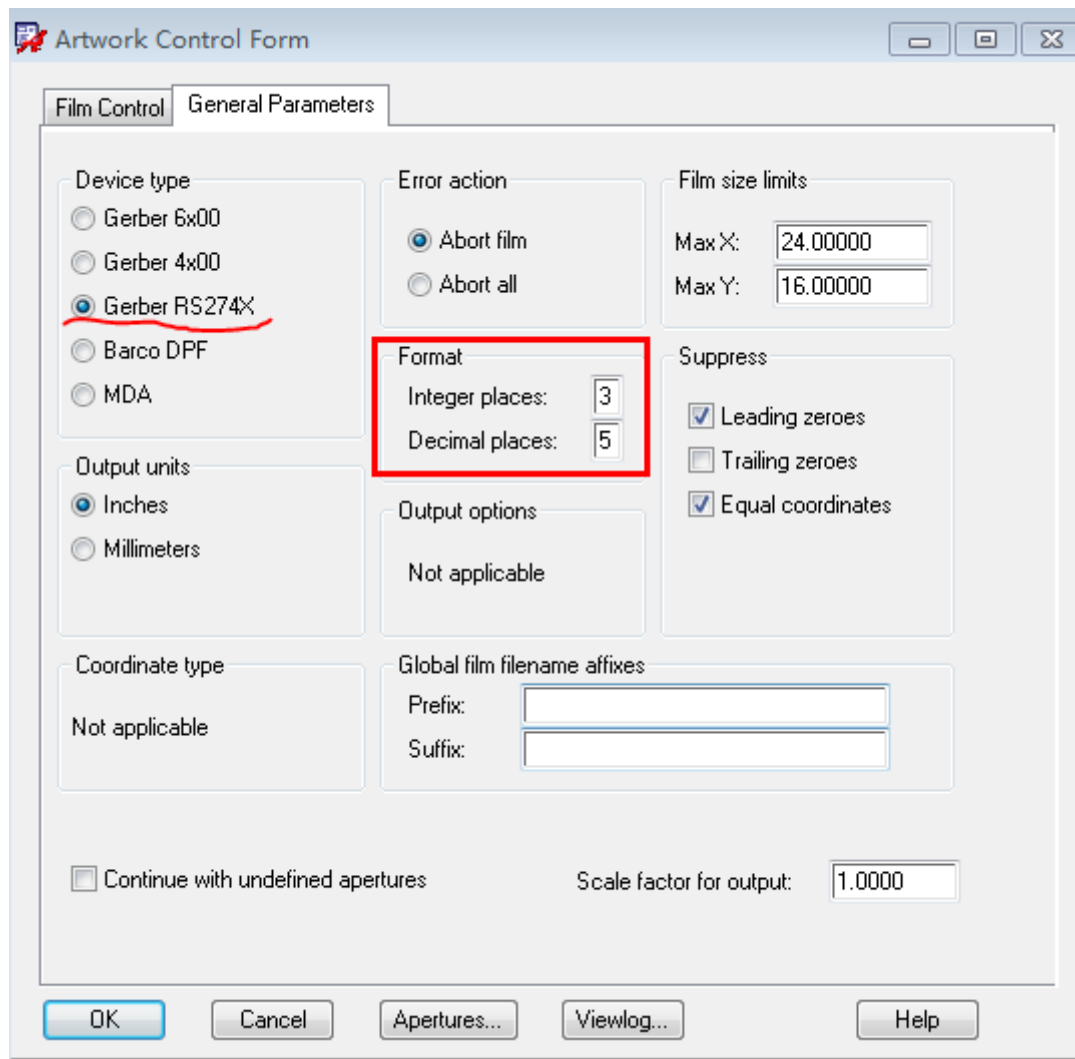 Artwork Control Form
Film Control
General Parameters
Device type
Gerber 6x00
Gerber 4x00
Gerber RS274X
Barco DPF
MDA
Error action
Abort film
Abort all
Film size limits
Max X: 24.00000
Max Y: 16.00000
Format
Integer places: 3
Decimal places: 5
Suppress
Leading zeroes
Trailing zeroes
Equal coordinates
Output units
Inches
Millimeters
Output options
Not applicable
Coordinate type
Not applicable
Global film filename affixes
Prefix:
Suffix:
Continue with undefined apertures
Scale factor for output: 1.0000
OK
Cancel
Apertures...
Viewlog...
Help